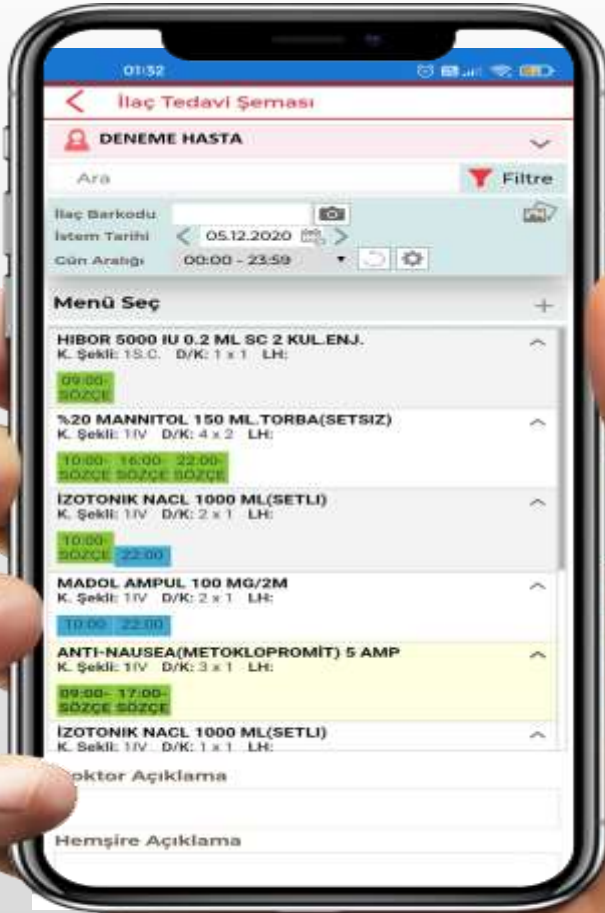 01:52
İlaç Tedavi Şeması
DENEME HASTA
Ara
Filtre
İlaç Barkodu
İstem Tarihi 05.12.2020
Gün Aralığı 00:00 - 23:59
Menü Seç
HIBOR 5000 IU 0.2 ML SC 2 KUL.ENJ.
K. Şekli: 1S.C. D/K: 1 x 1 LH:
09:00-
SÖZÇE
%20 MANNITOL 150 ML.TORBA(SETSIZ)
K. Şekli: 1IV D/K: 4 x 2 LH:
10:00- 16:00- 22:00-
SÖZÇE SÖZÇE SÖZÇE
İZOTONIK NACL 1000 ML(SETLI)
K. Şekli: 1IV D/K: 2 x 1 LH:
10:00-
SÖZÇE 22:00
MADOL AMPUL 100 MG/2M
K. Şekli: 1IV D/K: 2 x 1 LH:
10:00 22:00
ANTI-NAUSEA(METOKLOPROMİT) 5 AMP
K. Şekli: 1IV D/K: 3 x 1 LH:
09:00- 17:00-
SÖZÇE SÖZÇE
İZOTONIK NACL 1000 ML(SETLI)
K. Şekli: 1IV D/K: 1 x 1 LH:
oktor Açıklama
Hemşire Açıklama